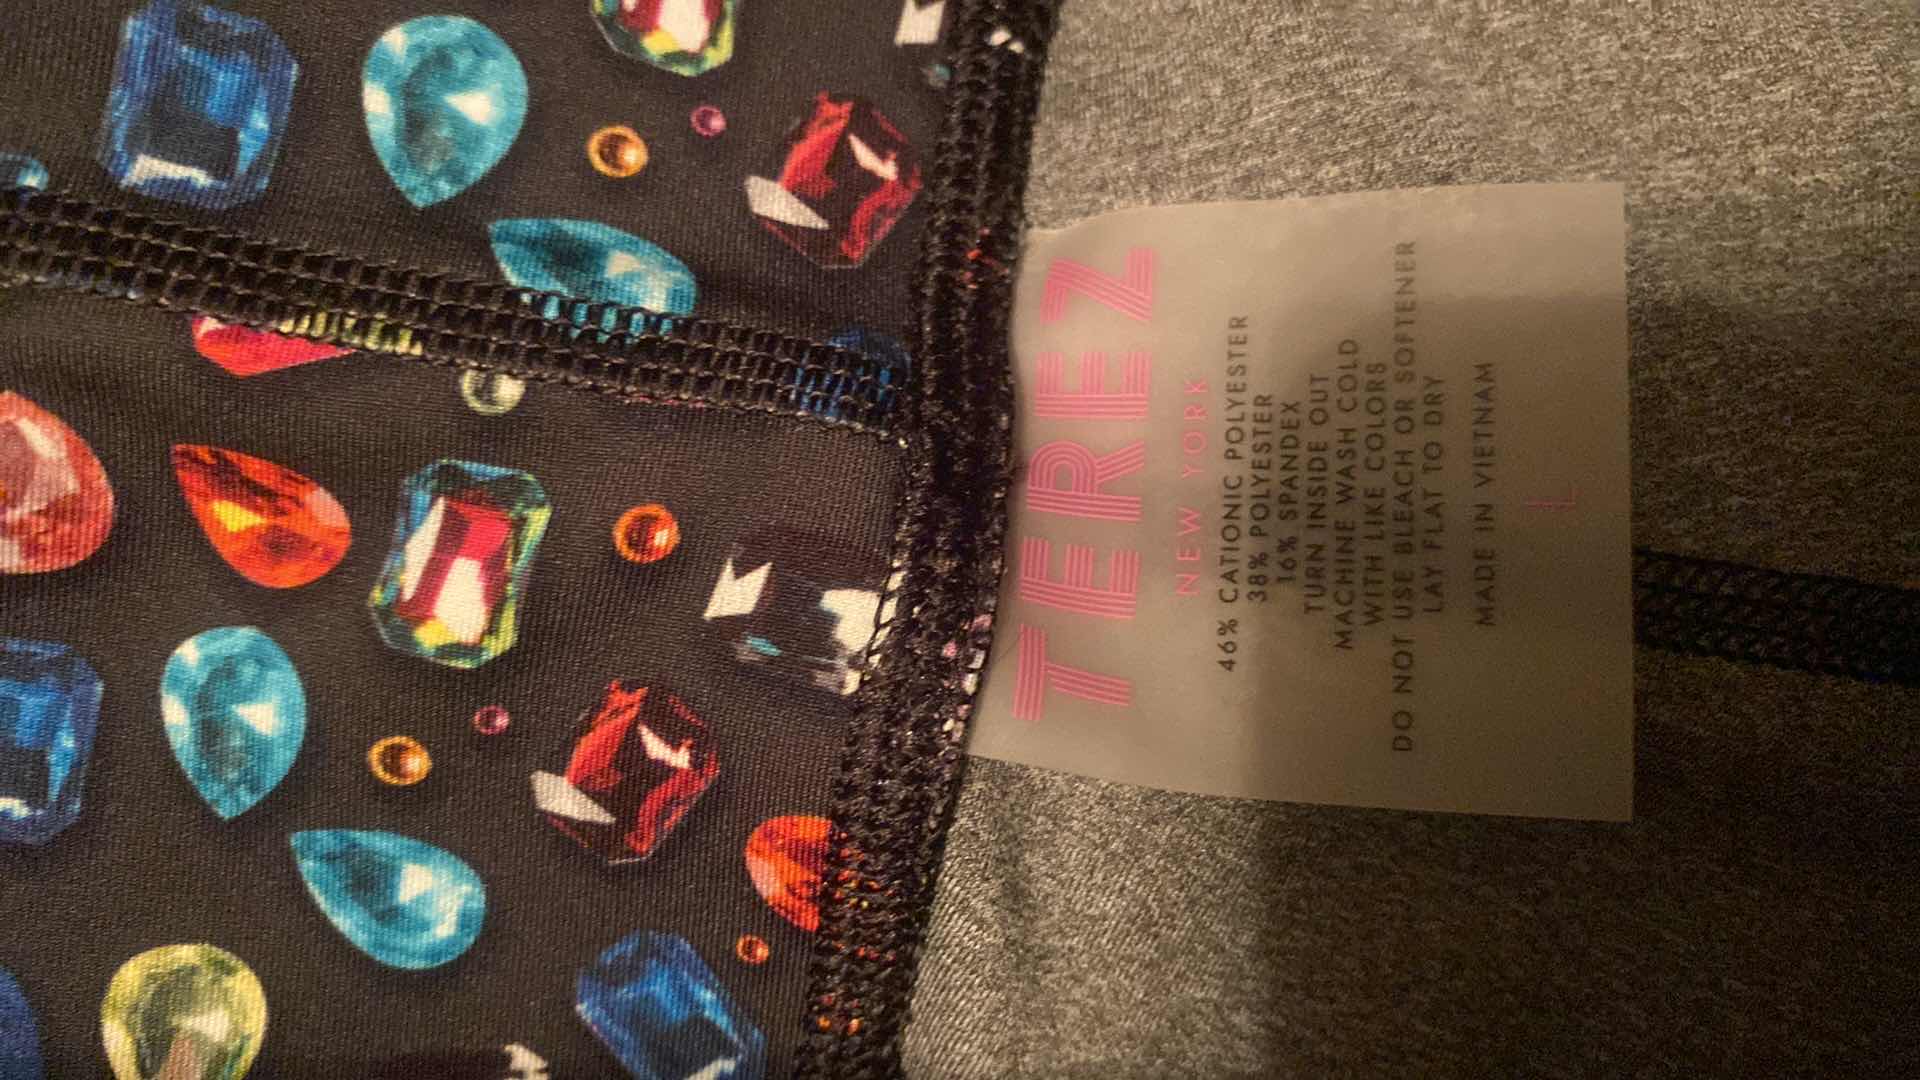 TEREZ
NEW YORK
46% CATIONIC POLYESTER
38% POLYESTER
16% SPANDEX
TURN INSIDE OUT
MACHINE WASH COLD
WITH LIKE COLORS
DO NOT USE BLEACH OR SOFTENER
LAY FLAT TO DRY
MADE IN VIETNAM
L